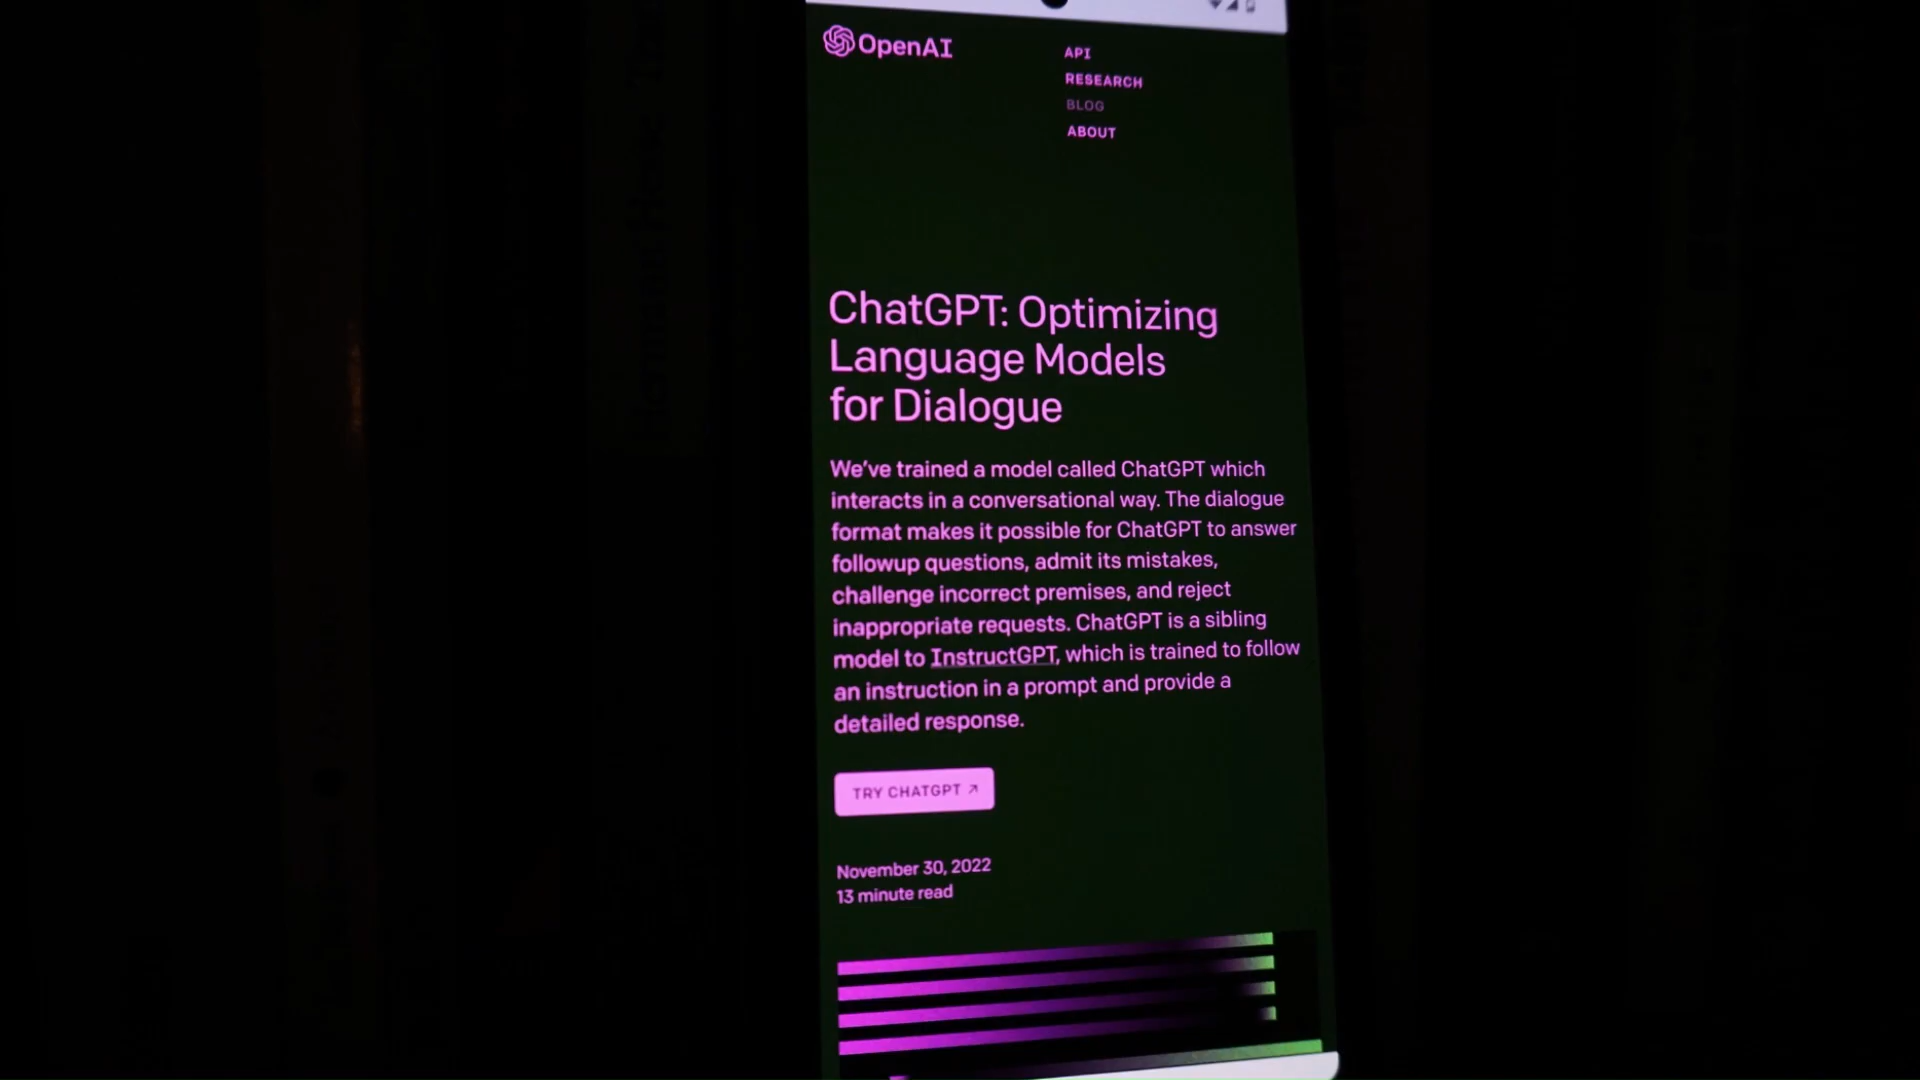 OpenAI
API
RESEARCH
BLOG
ABOUT
ChatGPT: Optimizing
Language Models
for Dialogue
We've trained a model called ChatGPT which
interacts in a conversational way. The dialogue
format makes it possible for ChatGPT to answer
followup questions, admit its mistakes,
challenge incorrect premises, and reject
inappropriate requests. ChatGPT is a sibling
model to InstructGPT, which is trained to follow
an instruction in a prompt and provide a
detailed response.
TRY CHATGPT ↗
November 30, 2022
13 minute read